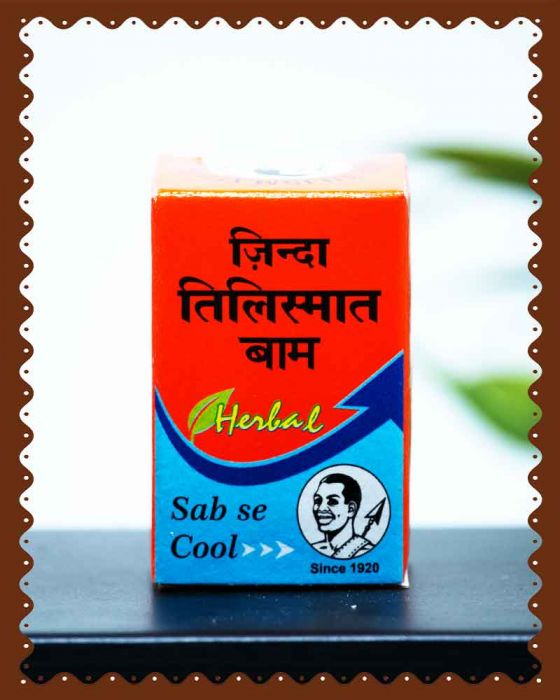 ज़िन्दा
तिलिस्मात
बाम
Herbal
Sab se
Cool
Since 1920